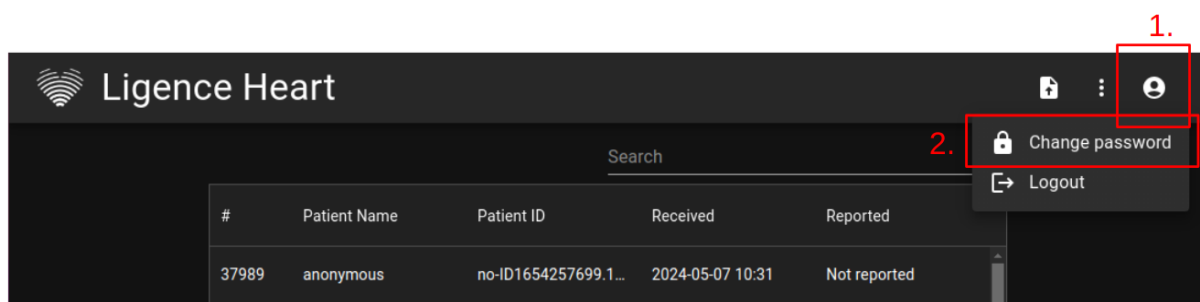 1.
Ligence Heart
2.
Change password
Search
Logout
# Patient Name Patient ID Received Reported
37989 anonymous no-ID1654257699.1... 2024-05-07 10:31 Not reported